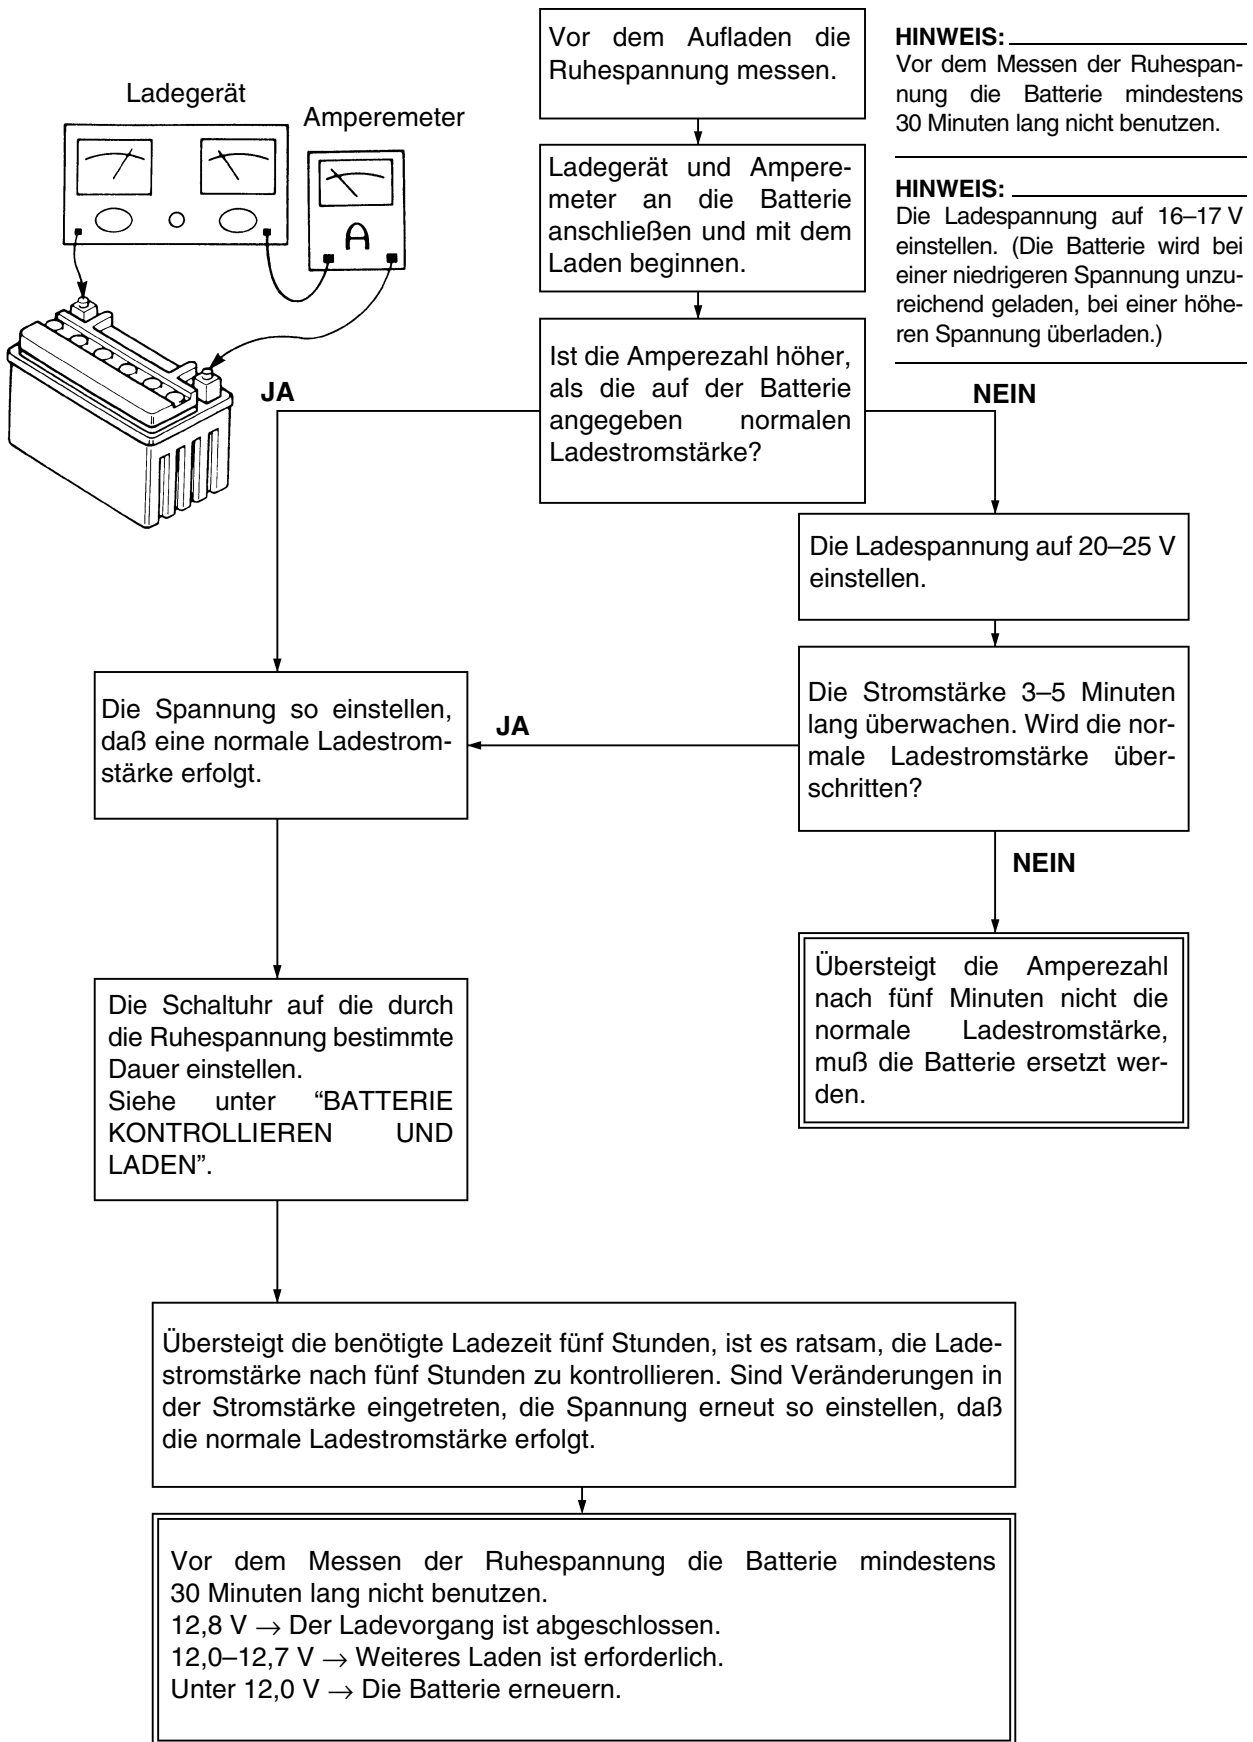 Ladegerät
Amperemeter
A
Vor dem Aufladen die
Ruhespannung messen.
HINWEIS:
Vor dem Messen der Ruhespan-
nung die Batterie mindestens
30 Minuten lang nicht benutzen.
Ladegerät und Ampere-
meter an die Batterie
anschließen und mit dem
Laden beginnen.
HINWEIS:
Die Ladespannung auf 16–17 V
einstellen. (Die Batterie wird bei
einer niedrigeren Spannung unzu-
reichend geladen, bei einer höhe-
ren Spannung überladen.)
Ist die Amperezahl höher,
als die auf der Batterie
angegeben normalen
Ladestromstärke?
JA
NEIN
Die Ladespannung auf 20–25 V
einstellen.
Die Stromstärke 3–5 Minuten
lang überwachen. Wird die nor-
male Ladestromstärke über-
schritten?
JA
Die Spannung so einstellen,
daß eine normale Ladestrom-
stärke erfolgt.
NEIN
Übersteigt die Amperezahl
nach fünf Minuten nicht die
normale Ladestromstärke,
muß die Batterie ersetzt wer-
den.
Die Schaltuhr auf die durch
die Ruhespannung bestimmte
Dauer einstellen.
Siehe unter “BATTERIE
KONTROLLIEREN UND
LADEN”.
Übersteigt die benötigte Ladezeit fünf Stunden, ist es ratsam, die Lade-
stromstärke nach fünf Stunden zu kontrollieren. Sind Veränderungen in
der Stromstärke eingetreten, die Spannung erneut so einstellen, daß
die normale Ladestromstärke erfolgt.
Vor dem Messen der Ruhespannung die Batterie mindestens
30 Minuten lang nicht benutzen.
12,8 V → Der Ladevorgang ist abgeschlossen.
12,0–12,7 V → Weiteres Laden ist erforderlich.
Unter 12,0 V → Die Batterie erneuern.